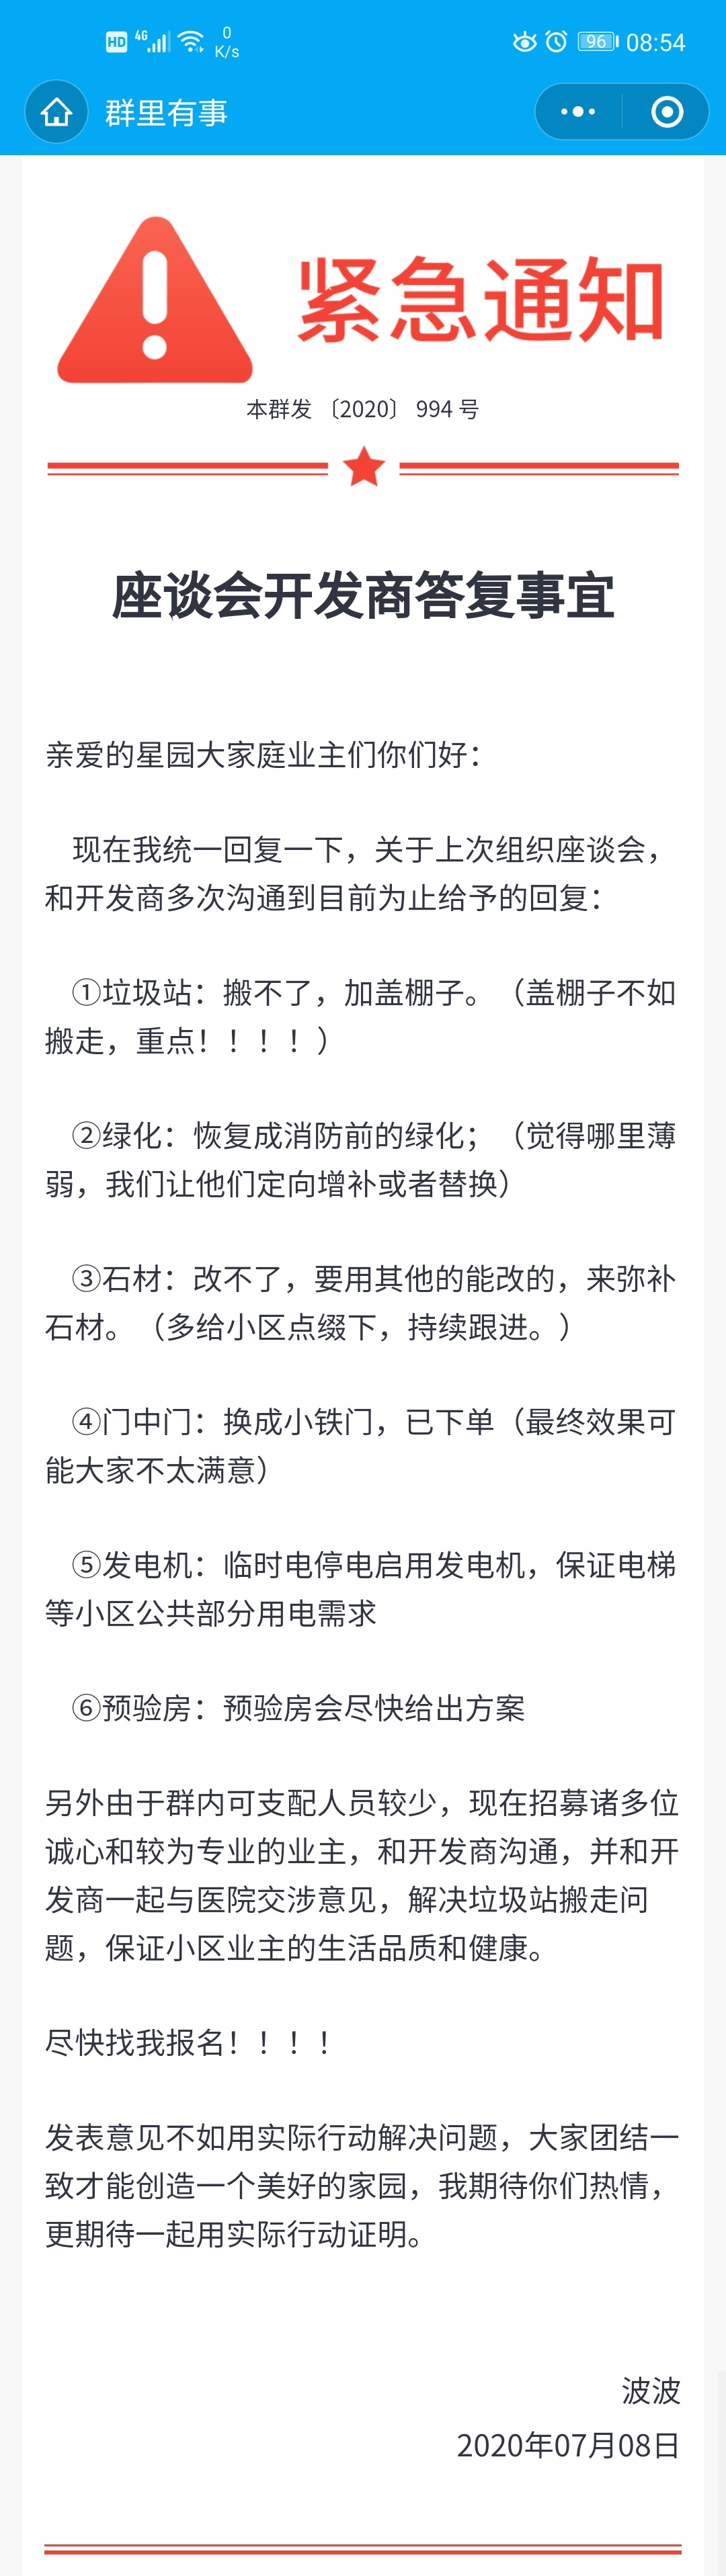 HD 4G 0 K/s 96 08:54
群里有事
紧急通知
本群发 〔2020〕 994 号
座谈会开发商答复事宜
亲爱的星园大家庭业主们你们好：
现在我统一回复一下，关于上次组织座谈会，
和开发商多次沟通到目前为止给予的回复：
①垃圾站：搬不了，加盖棚子。（盖棚子不如
搬走，重点！！！！）
②绿化：恢复成消防前的绿化；（觉得哪里薄
弱，我们让他们定向增补或者替换）
③石材：改不了，要用其他的能改的，来弥补
石材。（多给小区点缀下，持续跟进。）
④门中门：换成小铁门，已下单（最终效果可
能大家不太满意）
⑤发电机：临时电停电启用发电机，保证电梯
等小区公共部分用电需求
⑥预验房：预验房会尽快给出方案
另外由于群内可支配人员较少，现在招募诸多位
诚心和较为专业的业主，和开发商沟通，并和开
发商一起与医院交涉意见，解决垃圾站搬走问
题，保证小区业主的生活品质和健康。
尽快找我报名！！！！
发表意见不如用实际行动解决问题，大家团结一
致才能创造一个美好的家园，我期待你们热情，
更期待一起用实际行动证明。
波波
2020年07月08日